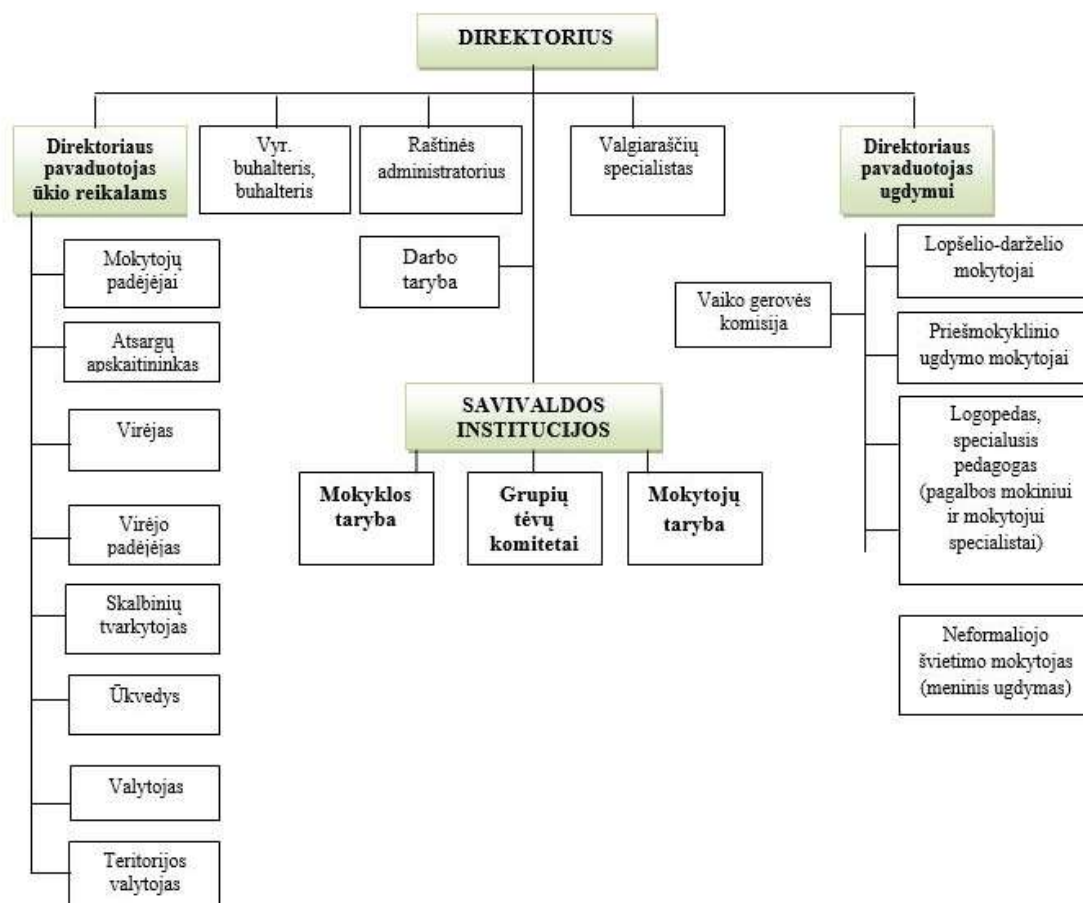 DIREKTORIUS
Direktoriaus
pavaduotojas
ūkio reikalams
Vyr.
buhalteris,
buhalteris
Raštinės
administratorius
Valgiaraščių
specialistas
Direktoriaus
pavaduotojas
ugdymui
Mokytojų
padėjėjai
Atsargų
apskaitininkas
Virėjas
Virėjo
padėjėjas
Skalbinių
tvarkytojas
Ūkvedys
Valytojas
Teritorijos
valytojas
Darbo
taryba
SAVIVALDOS
INSTITUCIJOS
Mokyklos
taryba
Grupių
tėvų
komitetai
Mokytojų
taryba
Vaiko gerovės
komisija
Lopšelio-darželio
mokytojai
Priešmokyklinio
ugdymo mokytojai
Logopedas,
specialusis
pedagogas
(pagalbos mokiniui
ir mokytojui
specialistai)
Neformaliojo
švietimo mokytojas
(meninis ugdymas)